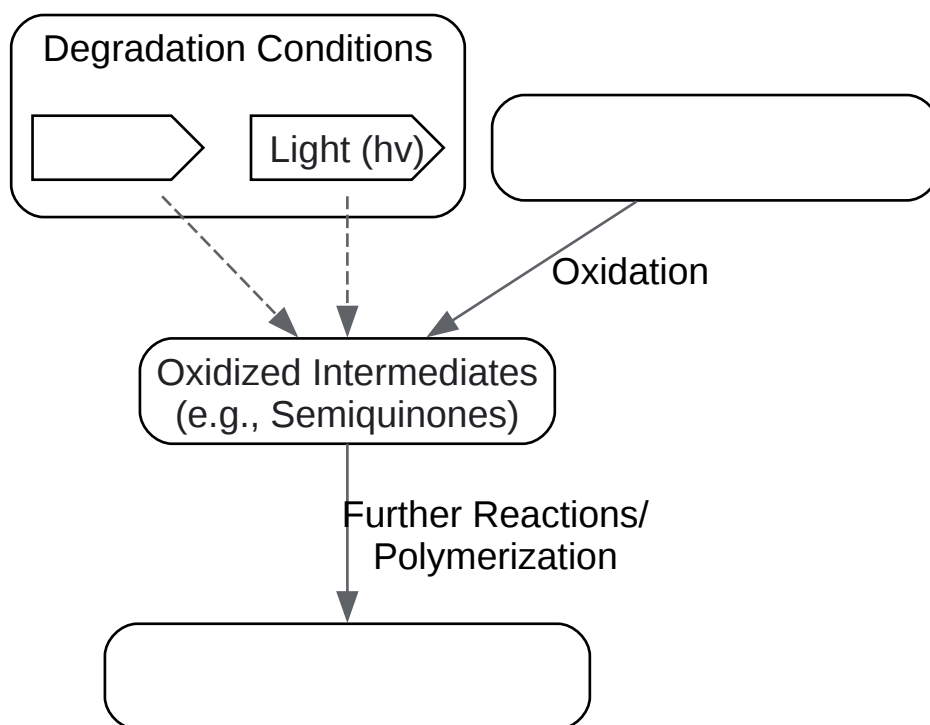 Degradation Conditions
Light (hv)
Oxidation
Oxidized Intermediates
(e.g., Semiquinones)
Further Reactions/
Polymerization